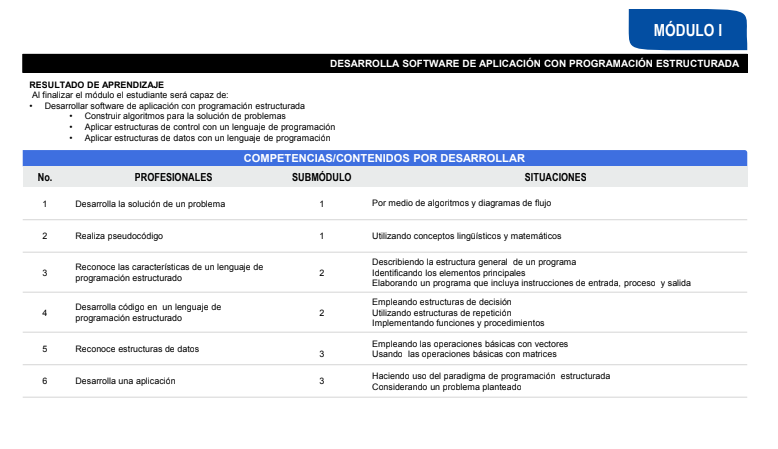 MÓDULO I
DESARROLLA SOFTWARE DE APLICACIÓN CON PROGRAMACIÓN ESTRUCTURADA
RESULTADO DE APRENDIZAJE
Al finalizar el módulo el estudiante será capaz de:
• Desarrollar software de aplicación con programación estructurada
• Construir algoritmos para la solución de problemas
• Aplicar estructuras de control con un lenguaje de programación
• Aplicar estructuras de datos con un lenguaje de programación
COMPETENCIAS/CONTENIDOS POR DESARROLLAR
No. PROFESIONALES SUBMÓDULO SITUACIONES
1 Desarrolla la solución de un problema 1 Por medio de algoritmos y diagramas de flujo
2 Realiza pseudocódigo 1 Utilizando conceptos lingüísticos y matemáticos
3 Reconoce las características de un lenguaje de
programación estructurado 2
Describiendo la estructura general de un programa
Identificando los elementos principales
Elaborando un programa que incluya instrucciones de entrada, proceso y salida
4 Desarrolla código en un lenguaje de
programación estructurado 2
Empleando estructuras de decisión
Utilizando estructuras de repetición
Implementando funciones y procedimientos
5 Reconoce estructuras de datos 3
Empleando las operaciones básicas con vectores
Usando las operaciones básicas con matrices
6 Desarrolla una aplicación 3
Haciendo uso del paradigma de programación estructurada
Considerando un problema planteado